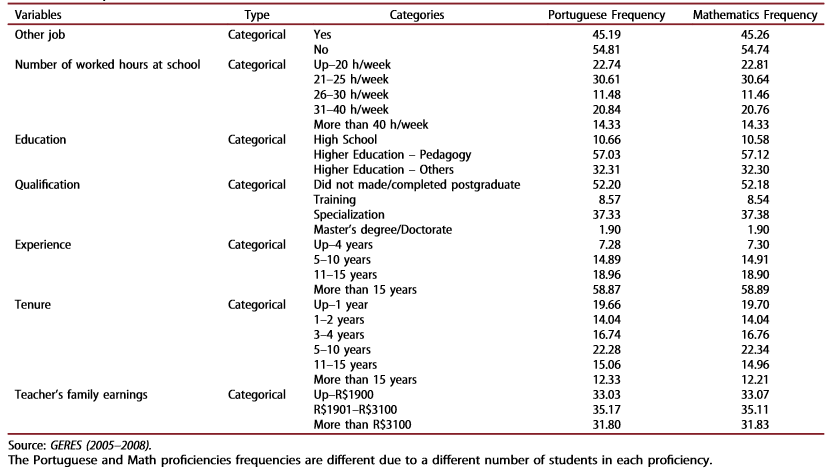 Variables Type Categories Portuguese Frequency Mathematics Frequency
Other job Categorical Yes 45.19 45.26
No 54.81 54.74
Number of worked hours at school Categorical Up–20 h/week 22.74 22.81
21–25 h/week 30.61 30.64
26–30 h/week 11.48 11.46
31–40 h/week 20.84 20.76
More than 40 h/week 14.33 14.33
Education Categorical High School 10.66 10.58
Higher Education – Pedagogy 57.03 57.12
Higher Education – Others 32.31 32.30
Qualification Categorical Did not made/completed postgraduate 52.20 52.18
Training 8.57 8.54
Specialization 37.33 37.38
Master's degree/Doctorate 1.90 1.90
Experience Categorical Up–4 years 7.28 7.30
5–10 years 14.89 14.91
11–15 years 18.96 18.90
More than 15 years 58.87 58.89
Tenure Categorical Up–1 year 19.66 19.70
1–2 years 14.04 14.04
3–4 years 16.74 16.76
5–10 years 22.28 22.34
11–15 years 15.06 14.96
More than 15 years 12.33 12.21
Teacher's family earnings Categorical Up–R$1900 33.03 33.07
R$1901–R$3100 35.17 35.11
More than R$3100 31.80 31.83
Source: GERES (2005–2008).
The Portuguese and Math proficiencies frequencies are different due to a different number of students in each proficiency.